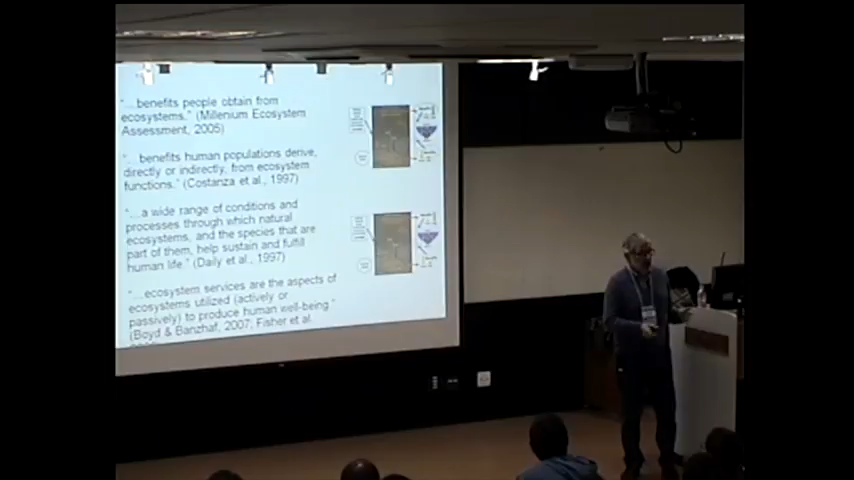 "...benefits people obtain from
ecosystems." (Millenium Ecosystem
Assessment, 2005)
"... benefits human populations derive,
directly or indirectly, from ecosystem
functions." (Costanza et al., 1997)
"...a wide range of conditions and
processes through which natural
ecosystems, and the species that are
part of them, help sustain and fulfill
human life." (Daily et al., 1997)
"...ecosystem services are the aspects of
ecosystems utilized (actively or
passively) to produce human well-being."
(Boyd & Banzhaf, 2007; Fisher et al.